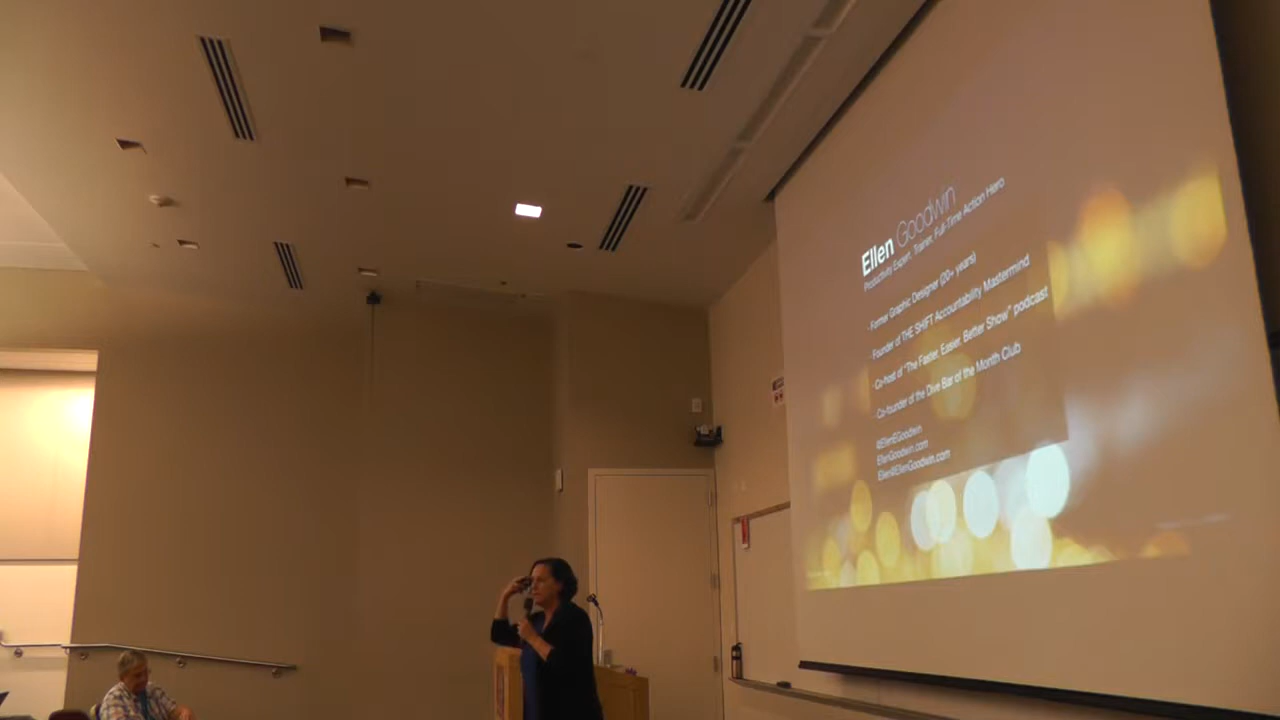 Ellen Goodwin
Productivity Expert, Trainer, Full-Time Action Hero
Former Graphic Designer (20+ years)
Founder of THE SHIFT Accountability Mastermind
Co-host of "The Faster, Easier, Better Show" podcast
Co-founder of the Dive Bar of the Month Club
@EllenEGoodwin
EllenGoodwin.com
Ellen@EllenGoodwin.com